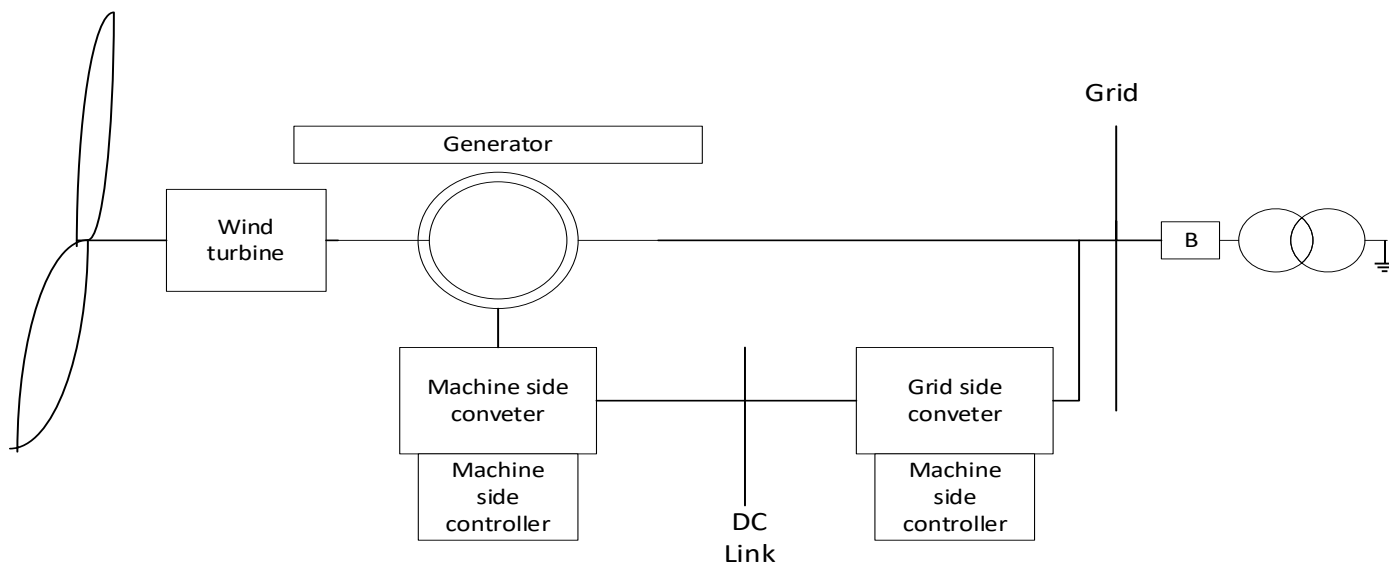 Grid
Generator
Wind
turbine
B
Machine side
conveter
Grid side
conveter
Machine
side
controller
Machine
side
controller
DC
Link